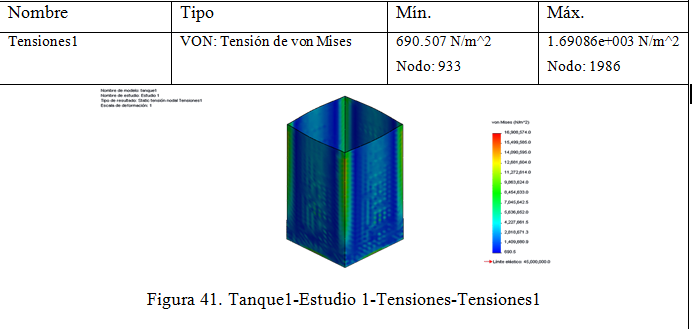 Nombre Tipo Mín. Máx.
Tensiones1 VON: Tensión de von Mises 690.507 N/m^2 1.69086e+003 N/m^2
Nodo: 933 Nodo: 1986
Nombre de modelo: tanque1
Nombre de estudio: Estudio 1
Tipo de resultado: Static tensión nodal Tensiones1
Escala de deformación: 1
von Mises (N/m^2)
16,908,574.0
15,499,585.0
14,090,595.0
12,681,604.0
11,272,614.0
9,863,624.0
8,454,633.0
7,045,642.5
5,636,652.0
4,227,661.5
2,818,671.3
1,409,680.9
690.5
Límite elástico: 45,000,000.0
Figura 41. Tanque1-Estudio 1-Tensiones-Tensiones1